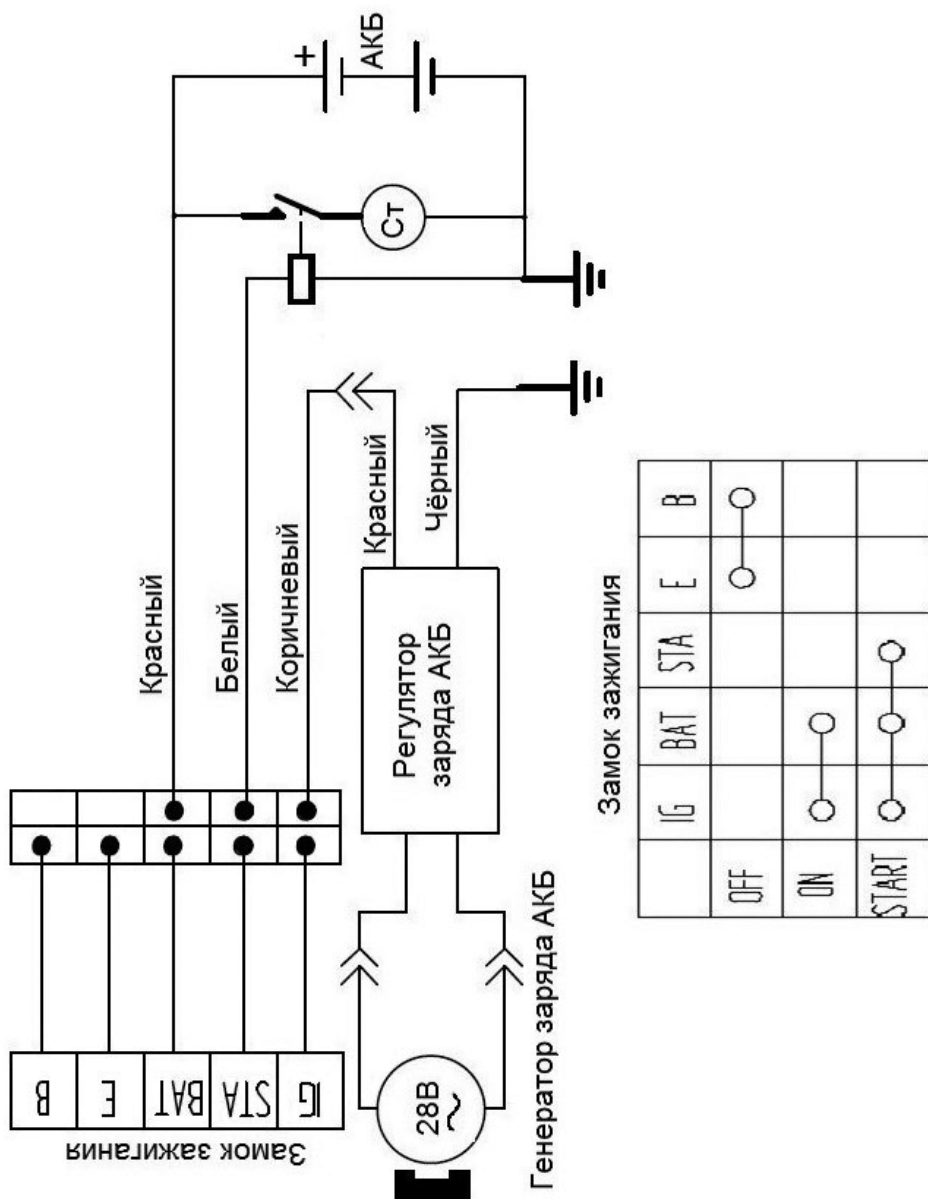 Замок зажигания
B
E
BAT
STA
IG
Красный
Белый
Коричневый
+
АКБ
Ст
28В
~
Генератор заряда АКБ
Регулятор
заряда АКБ
Красный
Чёрный
Замок зажигания
IG BAT STA E B
OFF
ON
START